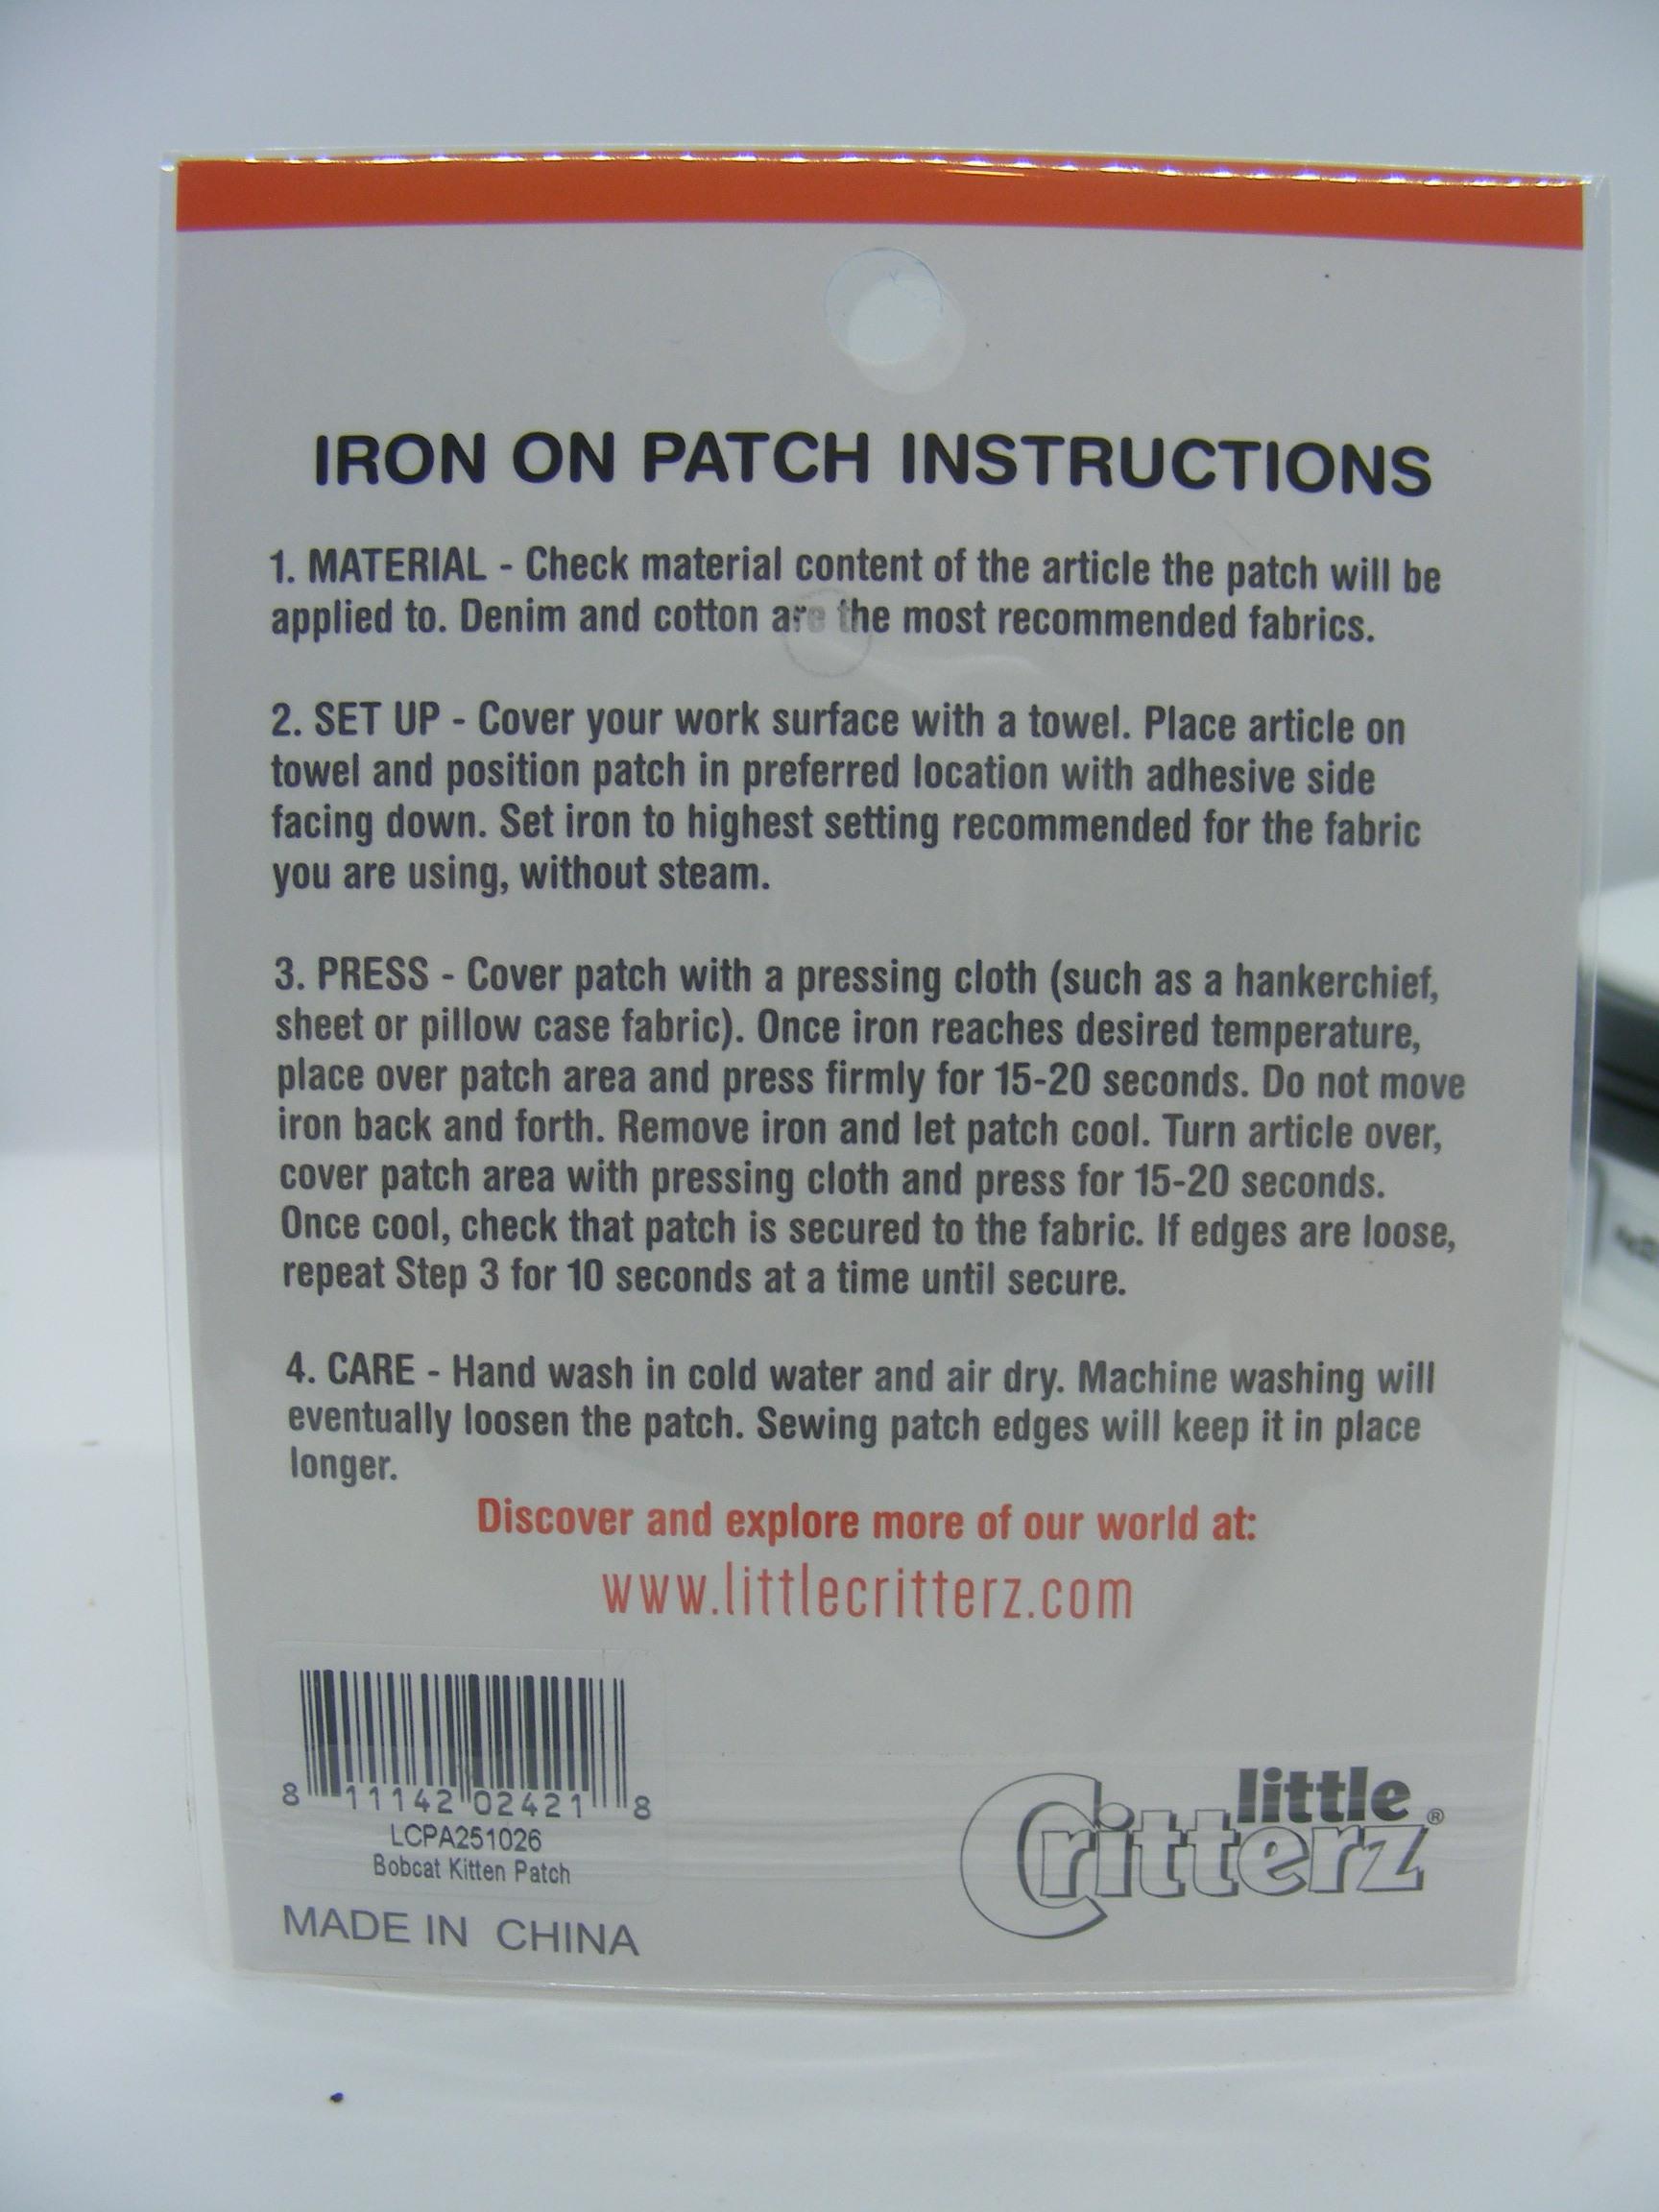 IRON ON PATCH INSTRUCTIONS
1. MATERIAL - Check material content of the article the patch will be
applied to. Denim and cotton are the most recommended fabrics.
2. SET UP - Cover your work surface with a towel. Place article on
towel and position patch in preferred location with adhesive side
facing down. Set iron to highest setting recommended for the fabric
you are using, without steam.
3. PRESS - Cover patch with a pressing cloth (such as a hankerchief,
sheet or pillow case fabric). Once iron reaches desired temperature,
place over patch area and press firmly for 15-20 seconds. Do not move
iron back and forth. Remove iron and let patch cool. Turn article over,
cover patch area with pressing cloth and press for 15-20 seconds.
Once cool, check that patch is secured to the fabric. If edges are loose,
repeat Step 3 for 10 seconds at a time until secure.
4. CARE - Hand wash in cold water and air dry. Machine washing will
eventually loosen the patch. Sewing patch edges will keep it in place
longer.
Discover and explore more of our world at:
www.littlecritterz.com
8 11142 02421 8
LCPA251026
Bobcat Kitten Patch
MADE IN CHINA
little
Critterz®